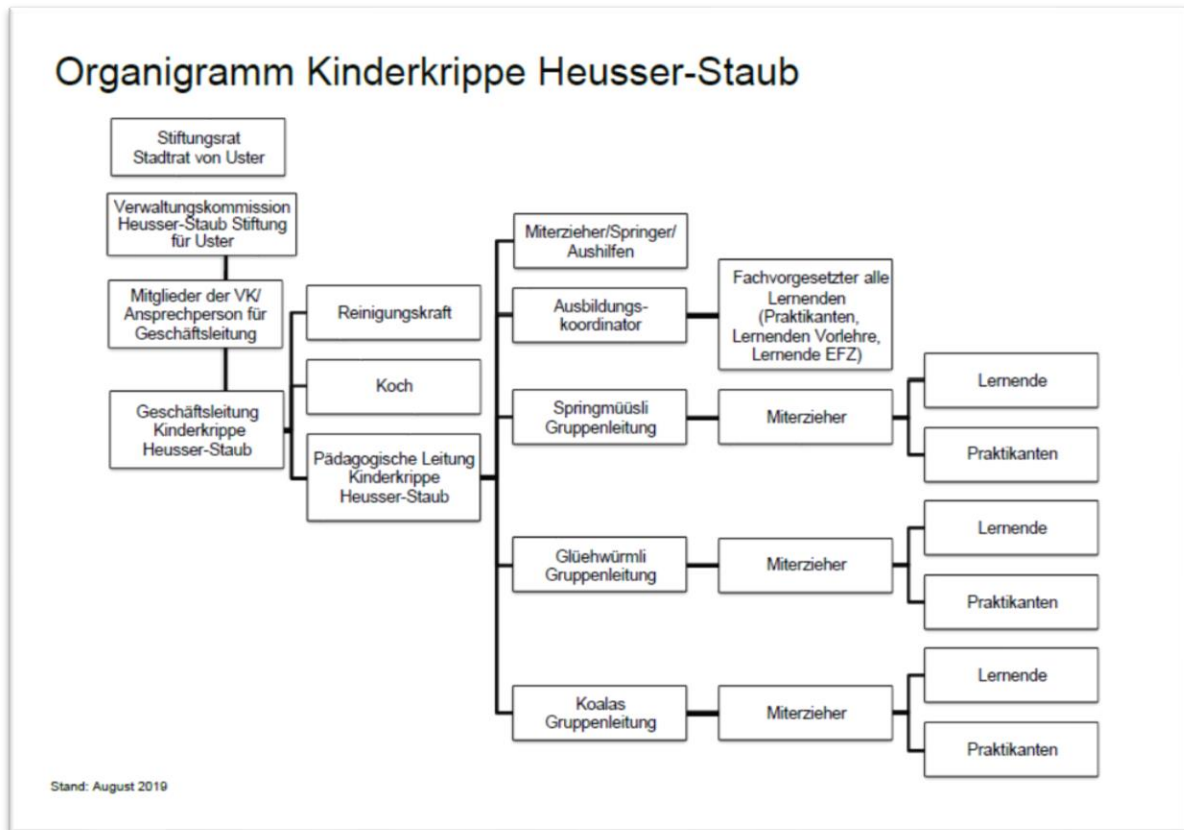 Organigramm Kinderkrippe Heusser-Staub
Stiftungsrat
Stadtrat von Uster
Verwaltungskommission
Heusser-Staub Stiftung
für Uster
Mitglieder der VK/
Ansprechperson für
Geschäftsleitung
Geschäftsleitung
Kinderkrippe
Heusser-Staub
Reinigungskraft
Koch
Pädagogische Leitung
Kinderkrippe
Heusser-Staub
Miterzieher/Springer/
Aushilfen
Ausbildungs-
koordinator
Fachvorgesetzter alle
Lernenden
(Praktikanten,
Lernenden Vorlehre,
Lernende EFZ)
Springmüüsli
Gruppenleitung
Miterzieher
Lernende
Praktikanten
Glüehwürmli
Gruppenleitung
Miterzieher
Lernende
Praktikanten
Koalas
Gruppenleitung
Miterzieher
Lernende
Praktikanten
Stand: August 2019